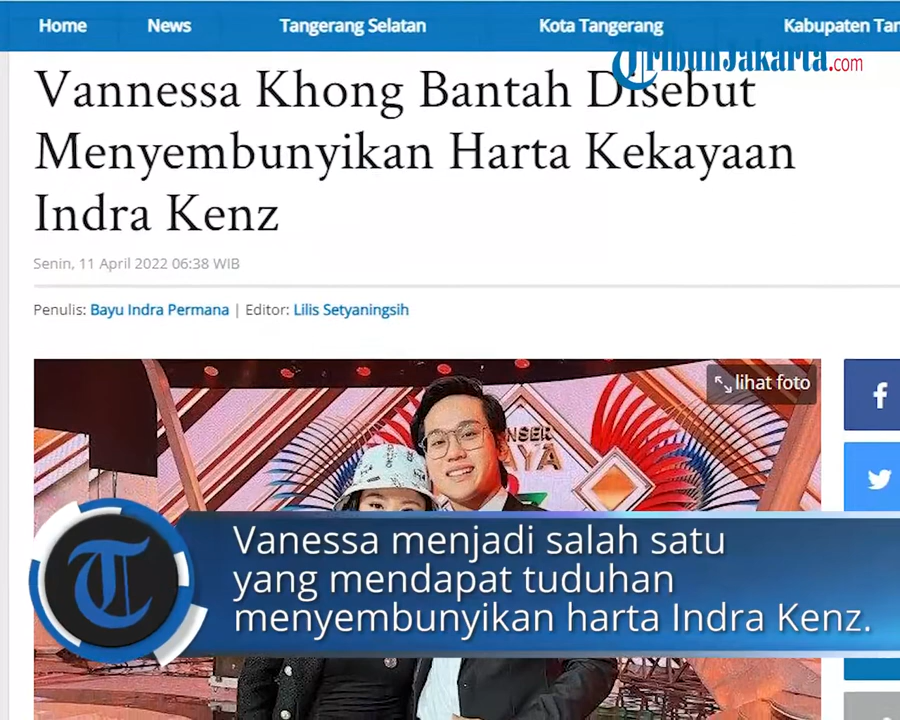 Home News Tangerang Selatan Kota Tangerang Kabupaten Tan
TribunJakarta.com
Vannessa Khong Bantah Disebut
Menyembunyikan Harta Kekayaan
Indra Kenz
Senin, 11 April 2022 06:38 WIB
Penulis: Bayu Indra Permana | Editor: Lilis Setyaningsih
lihat foto
NSER
AYA
T
Vanessa menjadi salah satu
yang mendapat tuduhan
menyembunyikan harta Indra Kenz.